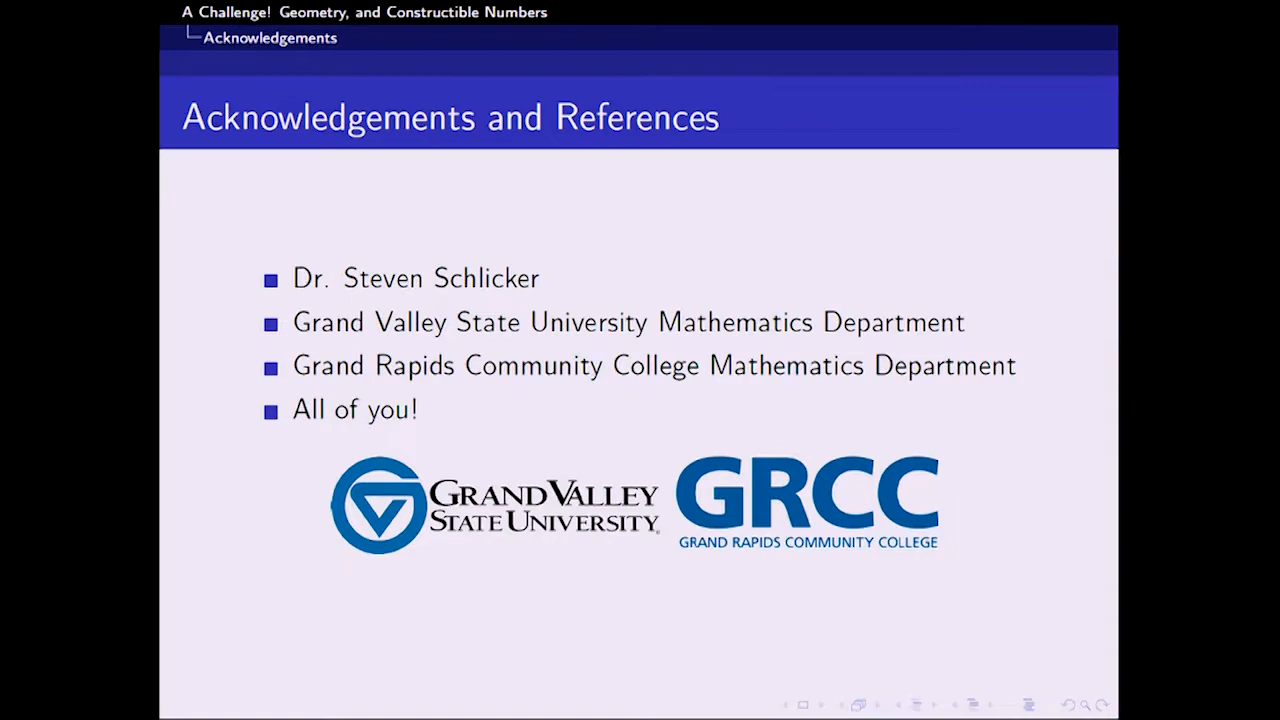 A Challenge! Geometry, and Constructible Numbers
Acknowledgements
Acknowledgements and References
Dr. Steven Schlicker
Grand Valley State University Mathematics Department
Grand Rapids Community College Mathematics Department
All of you!
GRAND VALLEY
STATE UNIVERSITY
GRCC
GRAND RAPIDS COMMUNITY COLLEGE